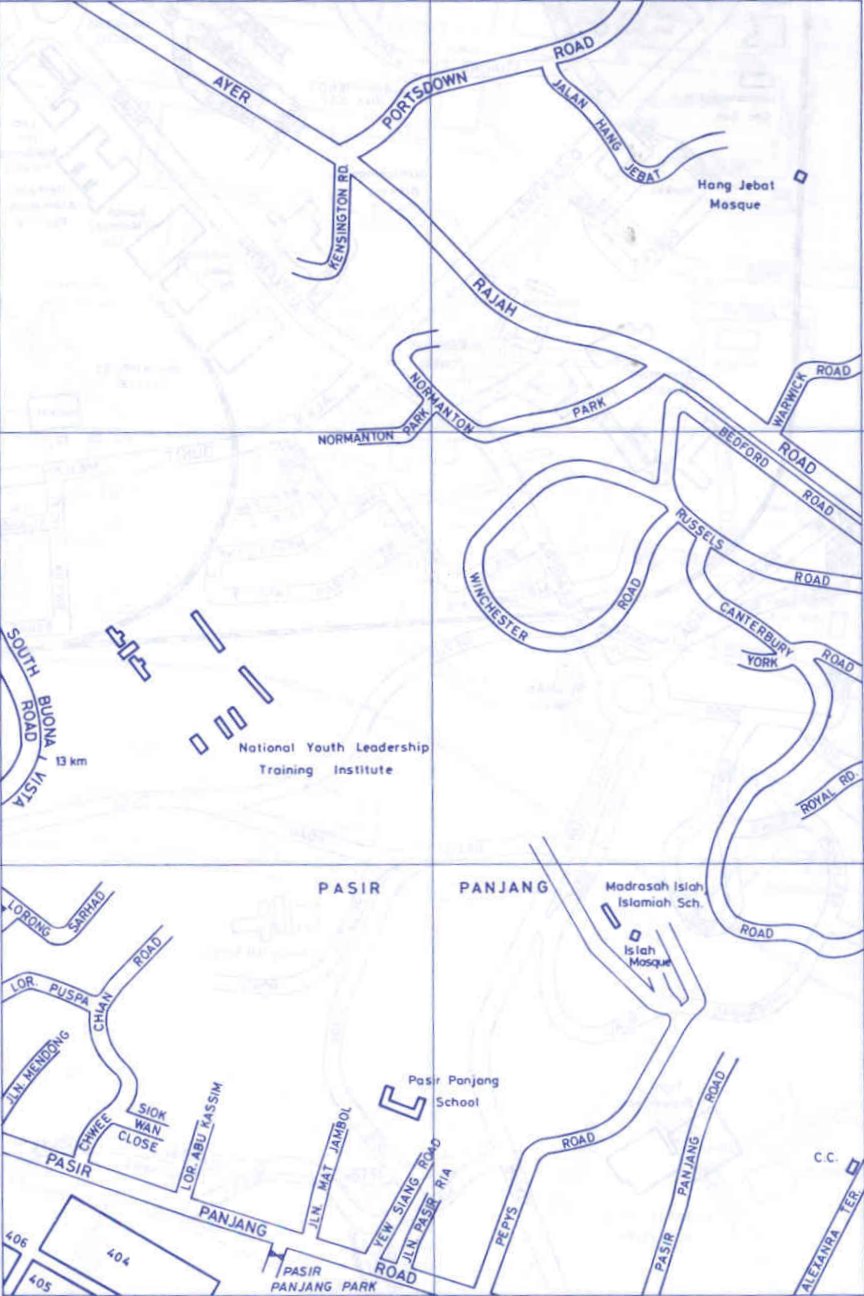 AYER
PORTSDOWN
ROAD
JALAN HANG JEBAT
KENSINGTON RD.
Hang Jebat
Mosque
RAJAH
NORMANTON
PARK
NORMANTON PARK
WARWICK ROAD
ROAD
BEDFORD
ROAD
RUSSELS
ROAD
WINCHESTER
ROAD
CANTERBURY
ROAD
YORK
SOUTH BUONA VISTA
ROAD
13 km
National Youth Leadership
Training Institute
ROYAL RD.
PASIR PANJANG
Madrasah Islah
Islamiah Sch.
Islah
Mosque
ROAD
LORONG SARHAD
LOR. PUSPA
CHWEE CHIAN ROAD
JLN. MENDONG
SIOK
WAN
CLOSE
LOR. ABU KASSIM
Pasir Panjang
School
JLN. MAT JAMBOL
YEW SIANG ROAD
JLN. PASIR RIA
PEPYS
ROAD
PASIR PANJANG ROAD
C.C.
ALEXANRA TER.
PASIR
PANJANG
ROAD
PASIR
PANJANG PARK
406
404
405